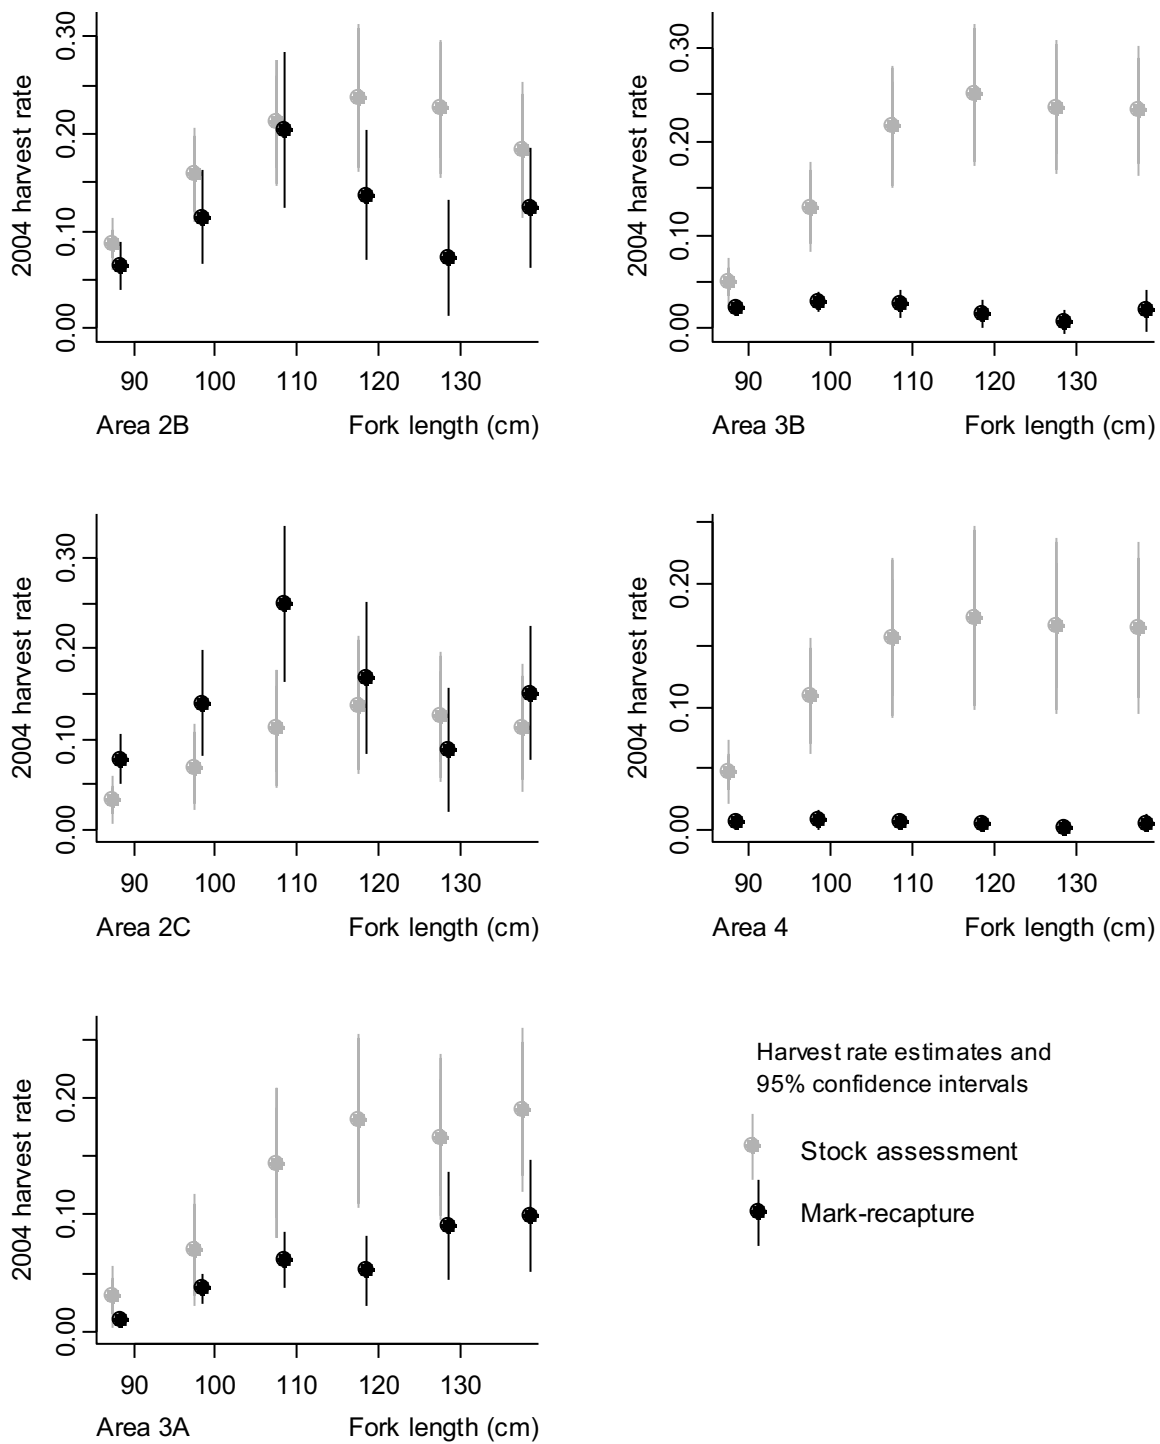 2004 harvest rate
0.00 0.10 0.20 0.30
90 100 110 120 130
Area 2B Fork length (cm)
2004 harvest rate
0.00 0.10 0.20 0.30
90 100 110 120 130
Area 3B Fork length (cm)
2004 harvest rate
0.00 0.10 0.20 0.30
90 100 110 120 130
Area 2C Fork length (cm)
2004 harvest rate
0.00 0.10 0.20
90 100 110 120 130
Area 4 Fork length (cm)
2004 harvest rate
0.00 0.10 0.20
90 100 110 120 130
Area 3A Fork length (cm)
Harvest rate estimates and
95% confidence intervals
Stock assessment
Mark-recapture